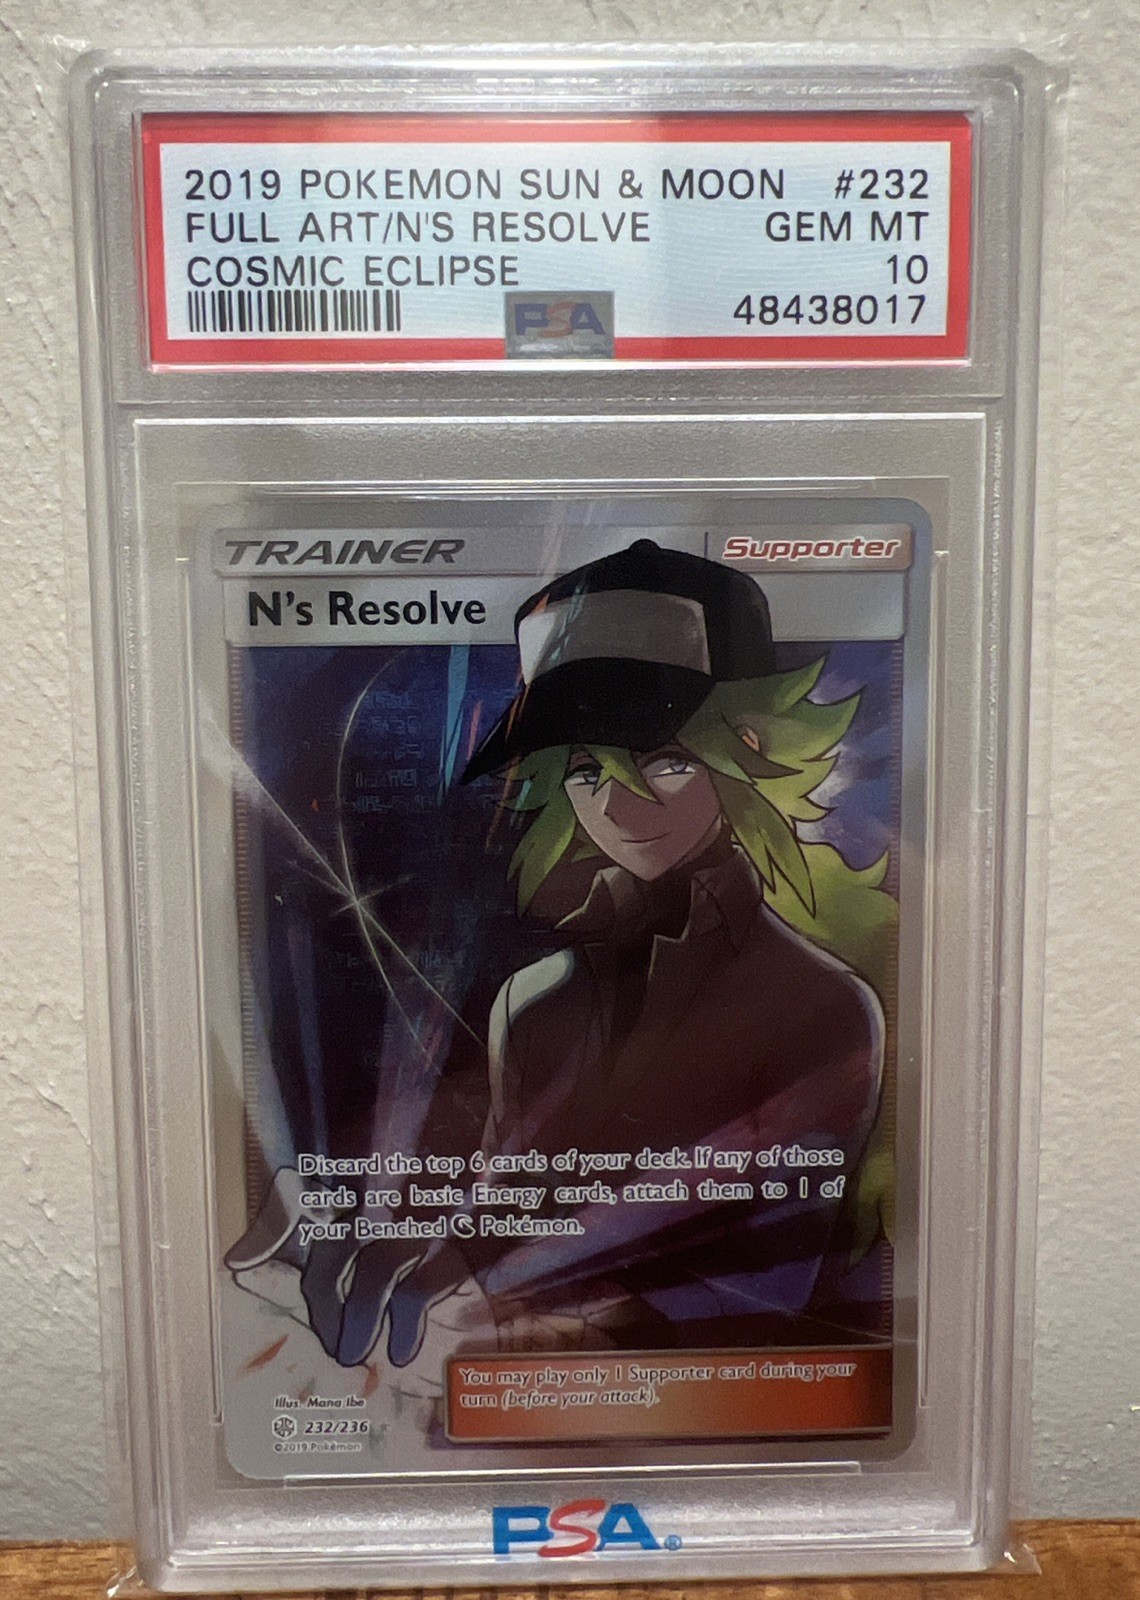 2019 POKEMON SUN & MOON #232
FULL ART/N'S RESOLVE GEM MT
COSMIC ECLIPSE 10
PSA 48438017
TRAINER Supporter
N's Resolve
Discard the top 6 cards of your deck. If any of those
cards are basic Energy cards, attach them to 1 of
your Benched Pokémon.
You may play only 1 Supporter card during your
turn (before your attack).
Illus. Mana Ibe
232/236
©2019 Pokémon
PSA®